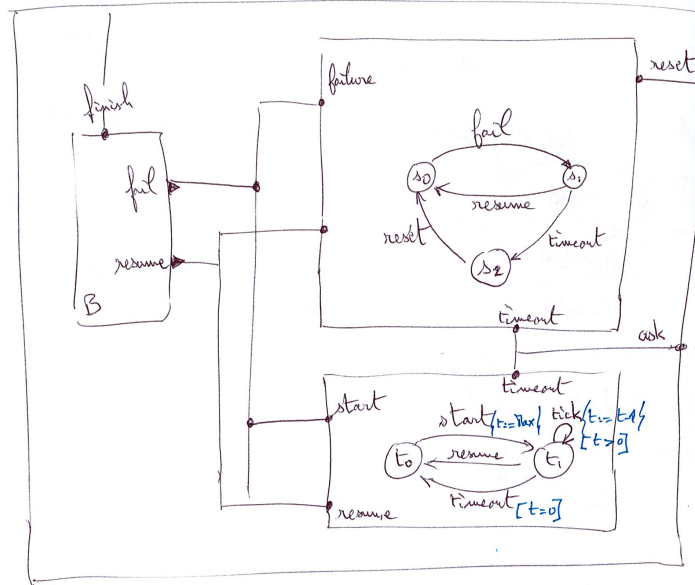 reset
failure
finish
fail
fail
s0
s1
resume
reset
timeout
resume
s2
B
timeout
ask
timeout
start
start {t:=Max}
tick {t:=t-1}
[t>0]
t0
resume
t1
timeout [t=0]
resume